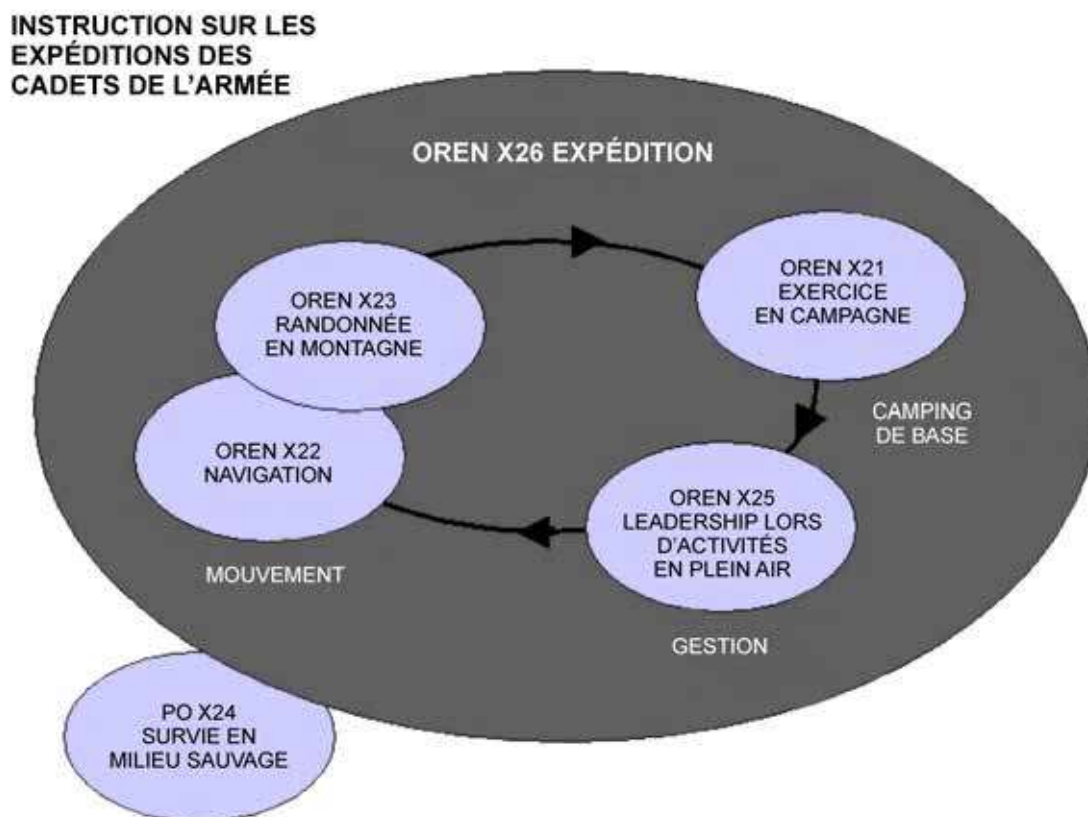 INSTRUCTION SUR LES
EXPÉDITIONS DES
CADETS DE L'ARMÉE
OREN X26 EXPÉDITION
OREN X23
RANDONNÉE
EN MONTAGNE
OREN X21
EXERCICE
EN CAMPAGNE
CAMPING
DE BASE
OREN X22
NAVIGATION
MOUVEMENT
OREN X25
LEADERSHIP LORS
D'ACTIVITÉS
EN PLEIN AIR
GESTION
PO X24
SURVIE EN
MILIEU SAUVAGE